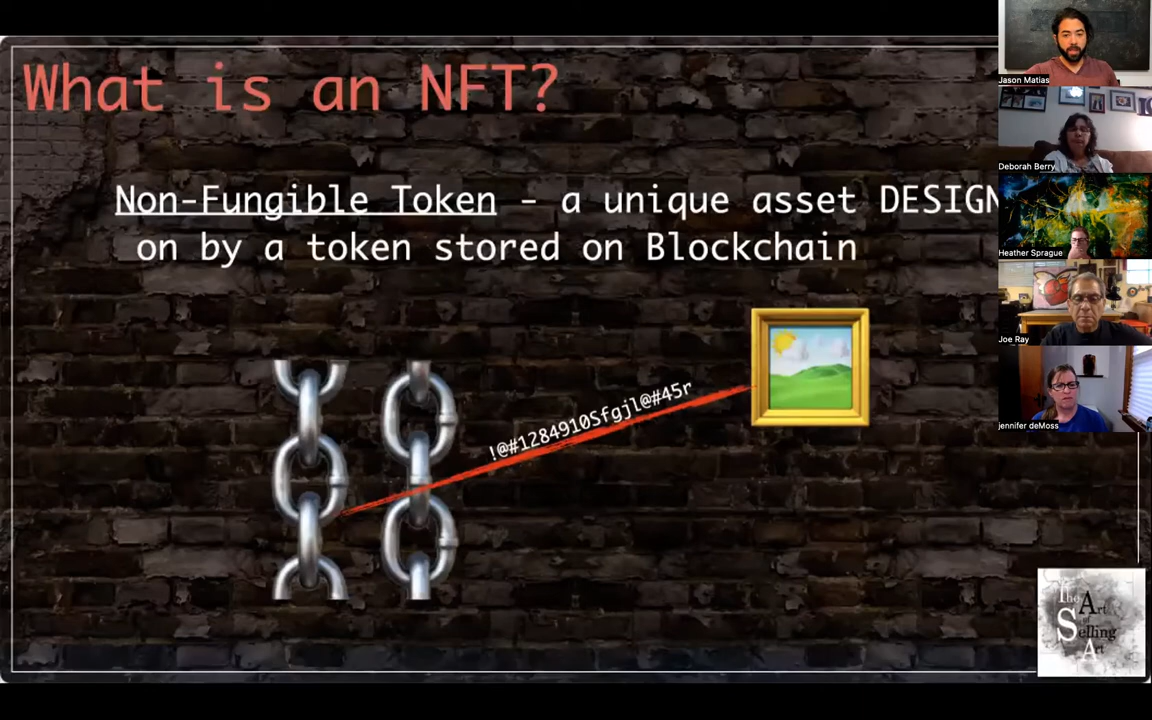 What is an NFT?
Non-Fungible Token - a unique asset DESIGN
on by a token stored on Blockchain
!@#1284910Sfgjl@#45r
Jason Matias
Deborah Berry
Heather Sprague
Joe Ray
jennifer deMoss
The Art
of
Selling
Art